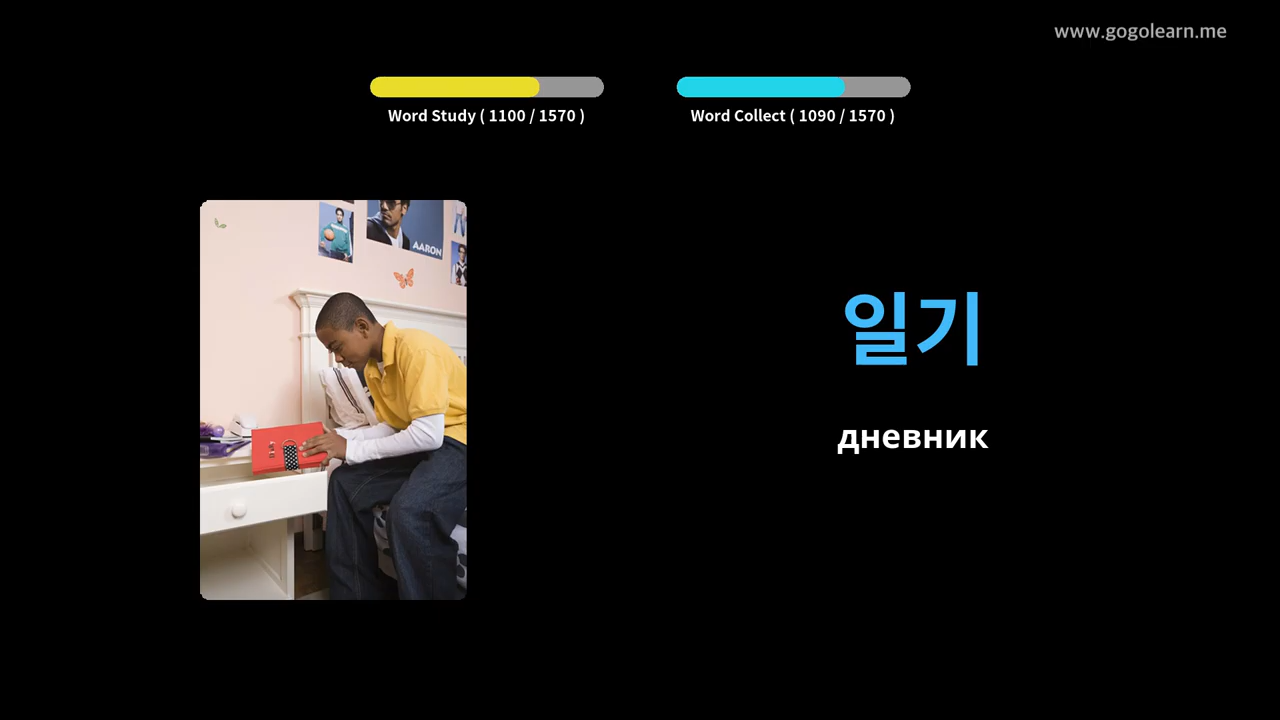 www.gogolearn.me
Word Study ( 1100 / 1570 )
Word Collect ( 1090 / 1570 )
AARON
일기
дневник